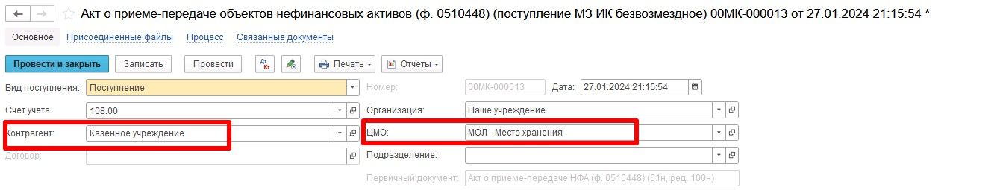 Акт о приеме-передаче объектов нефинансовых активов (ф. 0510448) (поступление МЗ ИК безвозмездное) 00МК-000013 от 27.01.2024 21:15:54 *
Основное Присоединенные файлы Процесс Связанные документы
Провести и закрыть Записать Провести Дт Кт Печать Отчеты
Вид поступления: Поступление Номер: 00МК-000013 Дата: 27.01.2024 21:15:54
Счет учета: 108.00 Организация: Наше учреждение
Контрагент: Казенное учреждение ЦМО: МОЛ - Место хранения
Договор: Подразделение:
Первичный документ: Акт о приеме-передаче НФА (ф. 0510448) (61н, ред. 100н)